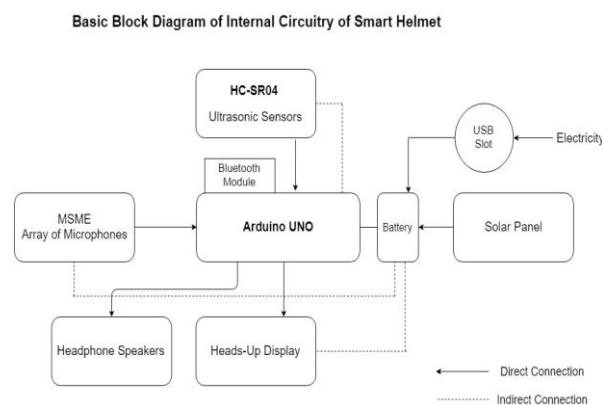 Basic Block Diagram of Internal Circuitry of Smart Helmet
HC-SR04
Ultrasonic Sensors
USB
Slot
Electricity
Bluetooth
Module
MSME
Array of Microphones
Arduino UNO
Battery
Solar Panel
Headphone Speakers
Heads-Up Display
Direct Connection
Indirect Connection